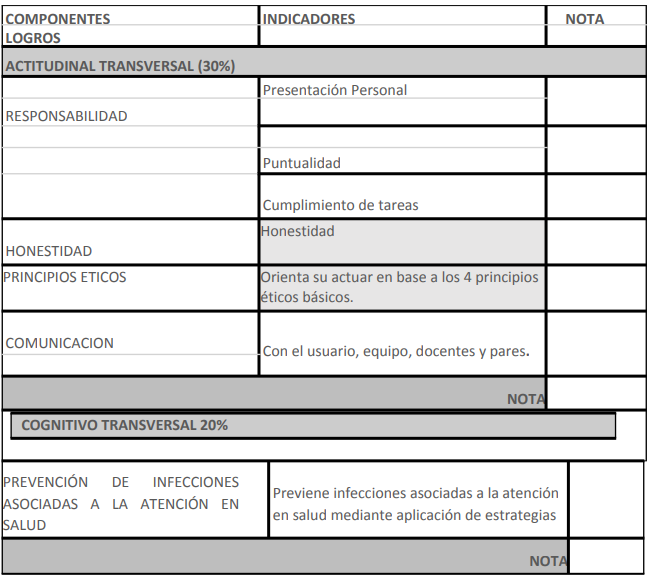 COMPONENTES INDICADORES NOTA
LOGROS
ACTITUDINAL TRANSVERSAL (30%)
Presentación Personal
RESPONSABILIDAD
Puntualidad
Cumplimiento de tareas
Honestidad
HONESTIDAD
PRINCIPIOS ETICOS
Orienta su actuar en base a los 4 principios
éticos básicos.
COMUNICACION
Con el usuario, equipo, docentes y pares.
NOTA
COGNITIVO TRANSVERSAL 20%
PREVENCIÓN DE INFECCIONES
ASOCIADAS A LA ATENCIÓN EN
SALUD
Previene infecciones asociadas a la atención
en salud mediante aplicación de estrategias
NOTA